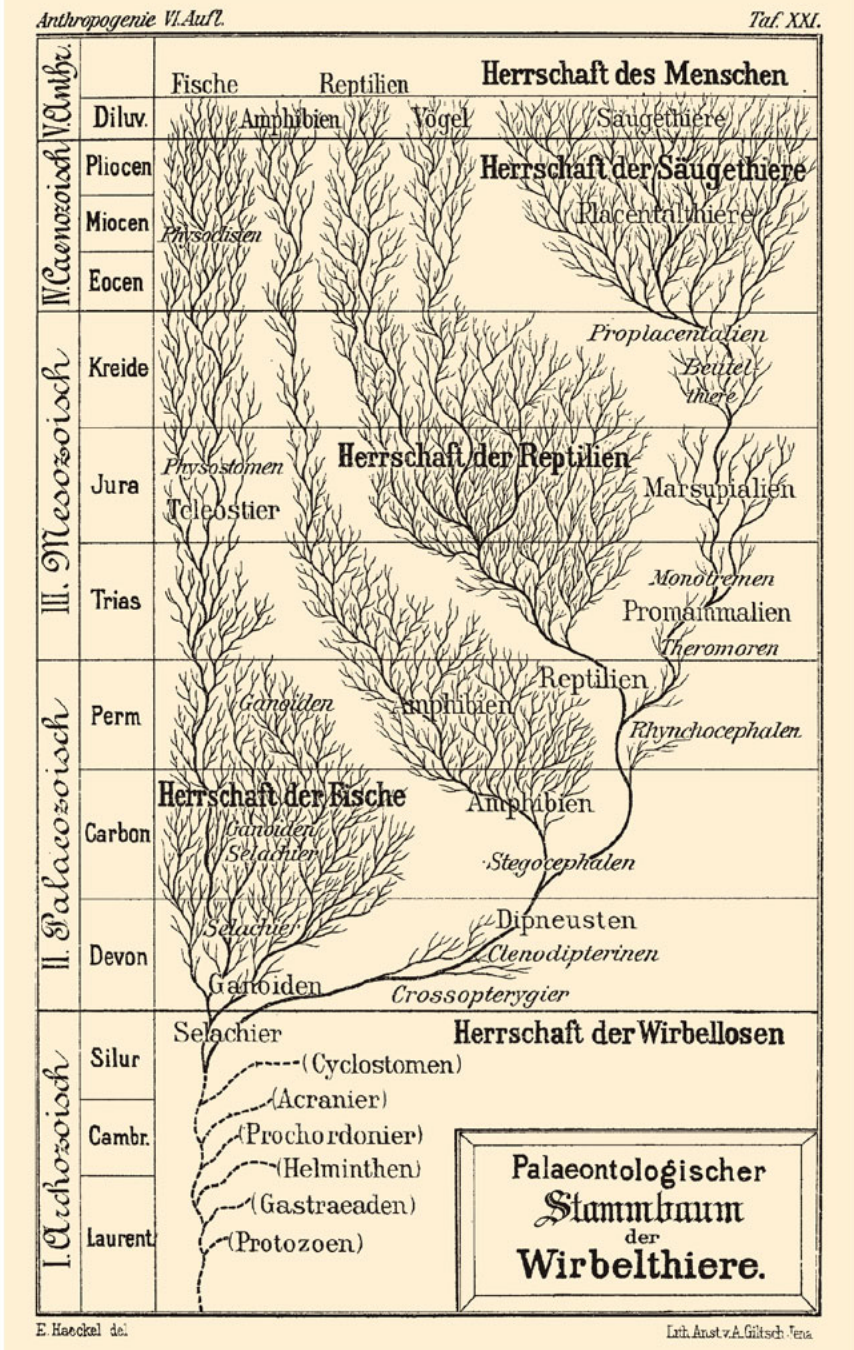 Anthropogenie VI. Aufl.
Taf. XXI.
V. Anthr.
Fische
Reptilien
Herrschaft des Menschen
Diluv.
Amphibien
Vögel
Säugethiere
IV. Caenozoisch
Pliocen
Herrschaft der Säugethiere
Miocen
Physoclisten
Placentalthiere
Eocen
III. Mesozoisch
Kreide
Proplacentalien
Beutel-
thiere
Jura
Physostomen
Herrschaft der Reptilien
Teleostier
Marsupialien
Trias
Monotremen
Promammalien
Theromoren
II. Palaeozoisch
Perm
Reptilien
Ganoiden
Amphibien
Rhynchocephalen
Carbon
Herrschaft der Fische
Amphibien
Ganoiden
Selachier
Stegocephalen
Devon
Selachier
Dipneusten
Ctenodipterinen
Ganoiden
Crossopterygier
I. Archozoisch
Silur
Selachier
Herrschaft der Wirbellosen
(Cyclostomen)
(Acranier)
Cambr.
(Prochordonier)
(Helminthen)
Laurent.
(Gastraeaden)
(Protozoen)
Palaeontologischer
Stammbaum
der
Wirbelthiere.
E. Haeckel del.
Lith. Anst. v. A. Giltsch, Jena.